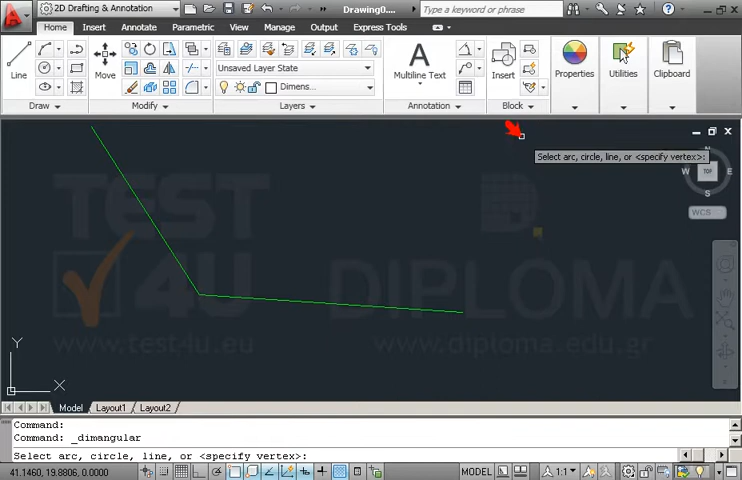 2D Drafting & Annotation
Drawing0....
Type a keyword or phrase
Home Insert Annotate Parametric View Manage Output Express Tools
Line
Move
Unsaved Layer State
Dimens...
Multiline Text
Insert
Properties
Utilities
Clipboard
Draw Modify Layers Annotation Block
Select arc, circle, line, or <specify vertex>:
N
W TOP E
S
WCS
TEST
4U DIPLOMA
www.test-4u.eu www.diploma.edu.gr
Y
X
Model Layout1 Layout2
Command:
Command: _dimangular
Select arc, circle, line, or <specify vertex>:
41.1460, 19.8806, 0.0000
MODEL
1:1